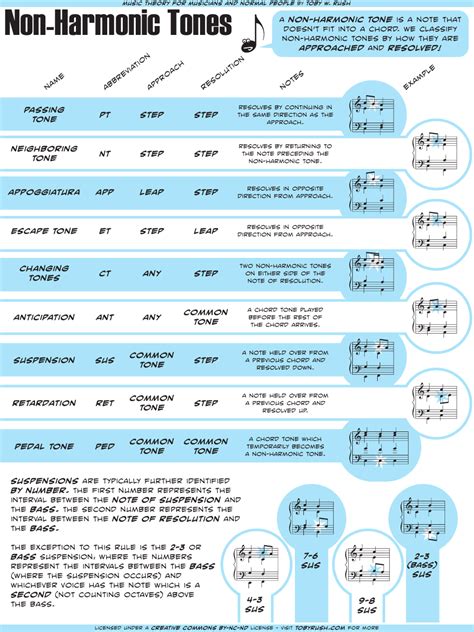 MUSIC THEORY FOR MUSICIANS AND NORMAL PEOPLE BY TOBY W. RUSH
Non-Harmonic Tones
A NON-HARMONIC TONE IS A NOTE THAT
DOESN'T FIT INTO A CHORD. WE CLASSIFY
NON-HARMONIC TONES BY HOW THEY ARE
APPROACHED AND RESOLVED!
NAME
ABBREVIATION
APPROACH
RESOLUTION
NOTES
EXAMPLE
PASSING
TONE
PT
STEP
STEP
RESOLVES BY CONTINUING IN
THE SAME DIRECTION AS THE
APPROACH.
NEIGHBORING
TONE
NT
STEP
STEP
RESOLVES BY RETURNING TO
THE NOTE PRECEDING THE
NON-HARMONIC TONE.
APPOGGIATURA
APP
LEAP
STEP
RESOLVES IN OPPOSITE
DIRECTION FROM APPROACH.
ESCAPE TONE
ET
STEP
LEAP
RESOLVES IN OPPOSITE
DIRECTION FROM APPROACH.
CHANGING
TONES
CT
ANY
STEP
TWO NON-HARMONIC TONES
ON EITHER SIDE OF THE
RESOLUTION NOTE.
ANTICIPATION
ANT
ANY
COMMON
TONE
A CHORD TONE PLAYED
BEFORE THE REST OF
THE CHORD ARRIVES.
SUSPENSION
SUS
COMMON
TONE
STEP
A NOTE HELD OVER FROM
A PREVIOUS CHORD AND
RESOLVED DOWN.
RETARDATION
RET
COMMON
TONE
STEP
A NOTE HELD OVER FROM
A PREVIOUS CHORD AND
RESOLVED UP.
PEDAL TONE
PED
COMMON
TONE
COMMON
TONE
A CHORD TONE WHICH
TEMPORARILY BECOMES
A NON-HARMONIC TONE.
SUSPENSIONS ARE TYPICALLY FURTHER IDENTIFIED
BY NUMBER. THE FIRST NUMBER REPRESENTS THE
INTERVAL BETWEEN THE NOTE OF SUSPENSION AND
THE BASS. THE SECOND NUMBER REPRESENTS THE
INTERVAL BETWEEN THE NOTE OF RESOLUTION AND
THE BASS.
THE EXCEPTION TO THIS RULE IS THE 2-3 OR
BASS SUSPENSION; WHERE THE NUMBERS
REPRESENT THE INTERVAL BETWEEN THE BASS
(WHERE THE SUSPENSION OCCURS) AND
WHICHEVER VOICE HAS THE NOTE WHICH IS A
SECOND (NOT COUNTING OCTAVES) ABOVE
THE BASS.
4-3
SUS
7-6
SUS
9-8
SUS
2-3
(BASS)
SUS
LICENSED UNDER A CREATIVE COMMONS BY-NC-ND LICENSE - VISIT TOBYRUSH.COM FOR MORE